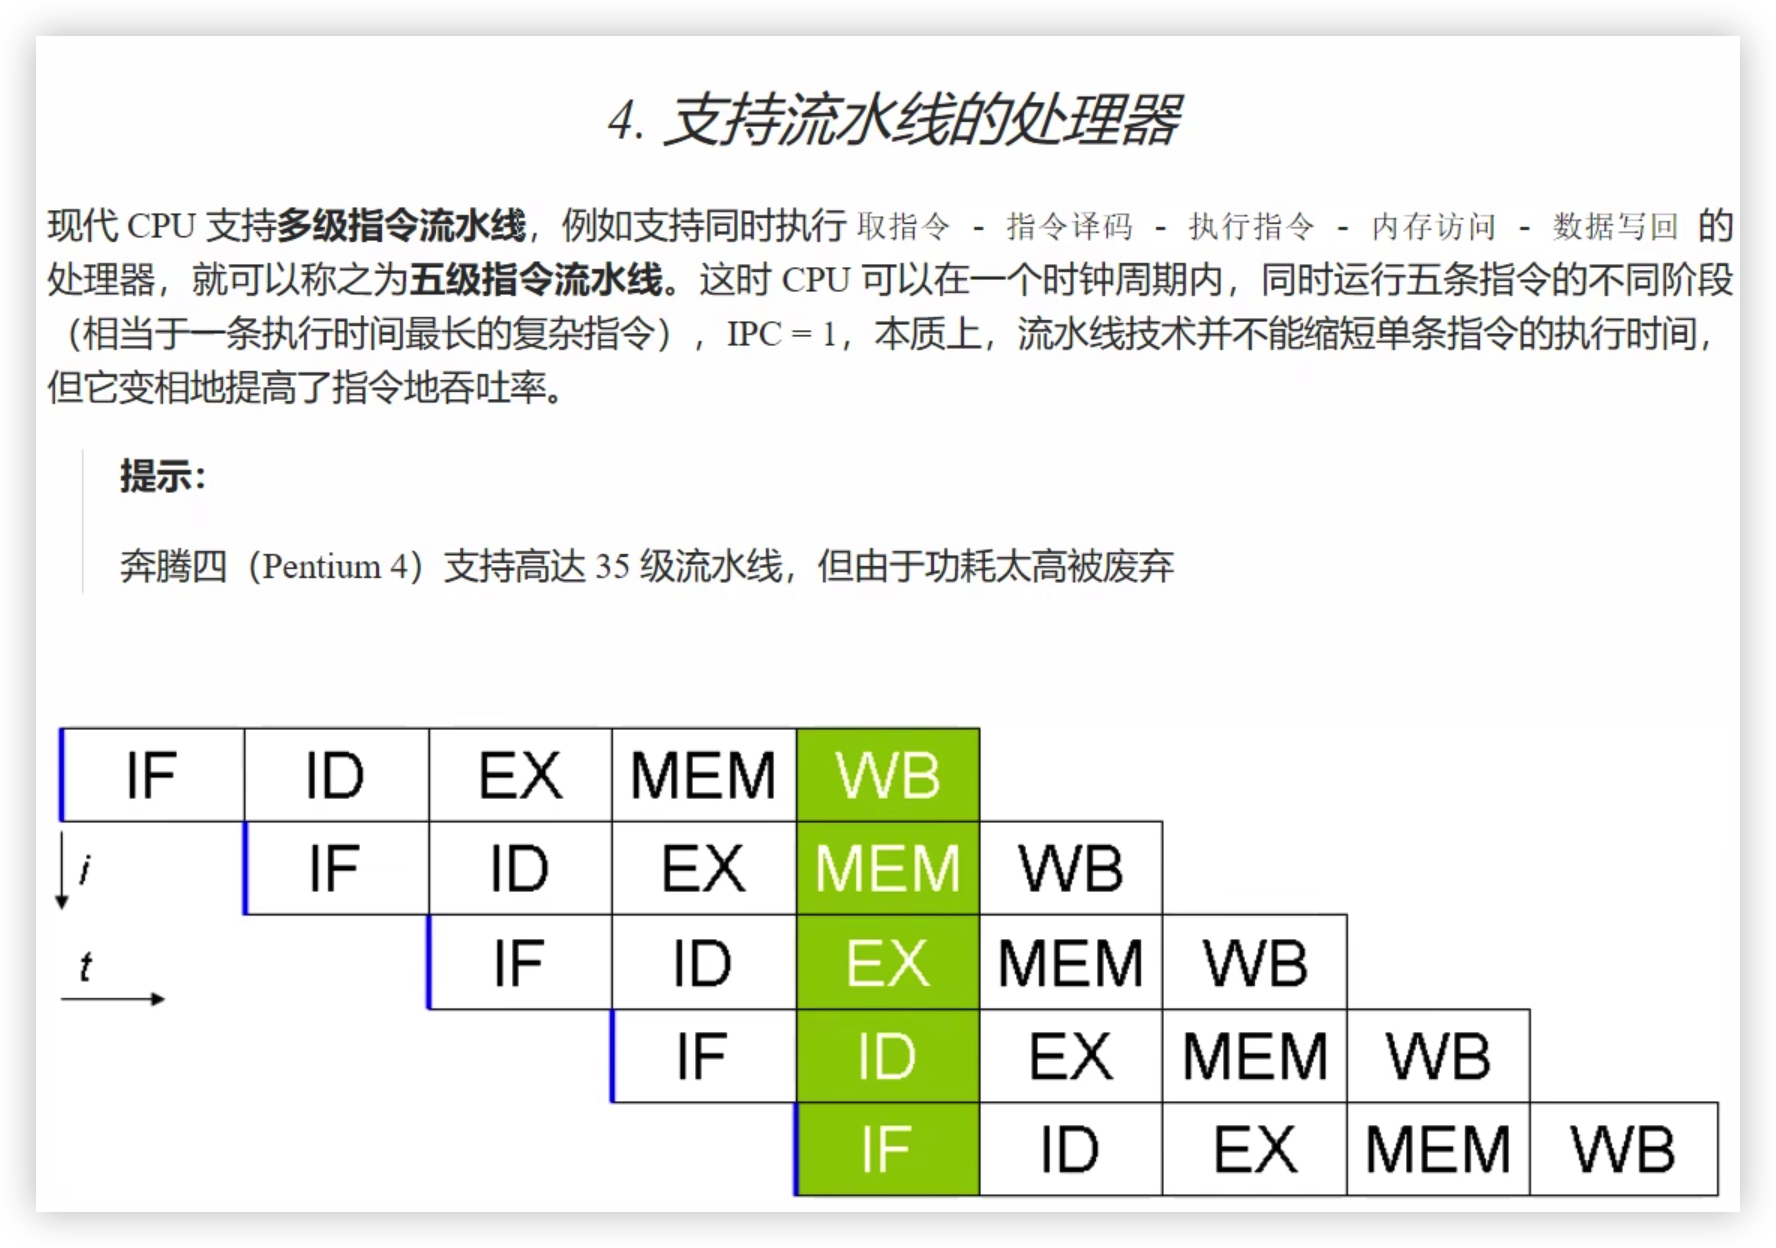 4. 支持流水线的处理器
现代 CPU 支持多级指令流水线，例如支持同时执行 取指令 - 指令译码 - 执行指令 - 内存访问 - 数据写回 的
处理器，就可以称之为五级指令流水线。这时 CPU 可以在一个时钟周期内，同时运行五条指令的不同阶段
（相当于一条执行时间最长的复杂指令），IPC = 1，本质上，流水线技术并不能缩短单条指令的执行时间，
但它变相地提高了指令地吞吐率。
提示：
奔腾四（Pentium 4）支持高达 35 级流水线，但由于功耗太高被废弃
IF ID EX MEM WB
i IF ID EX MEM WB
t IF ID EX MEM WB
IF ID EX MEM WB
IF ID EX MEM WB